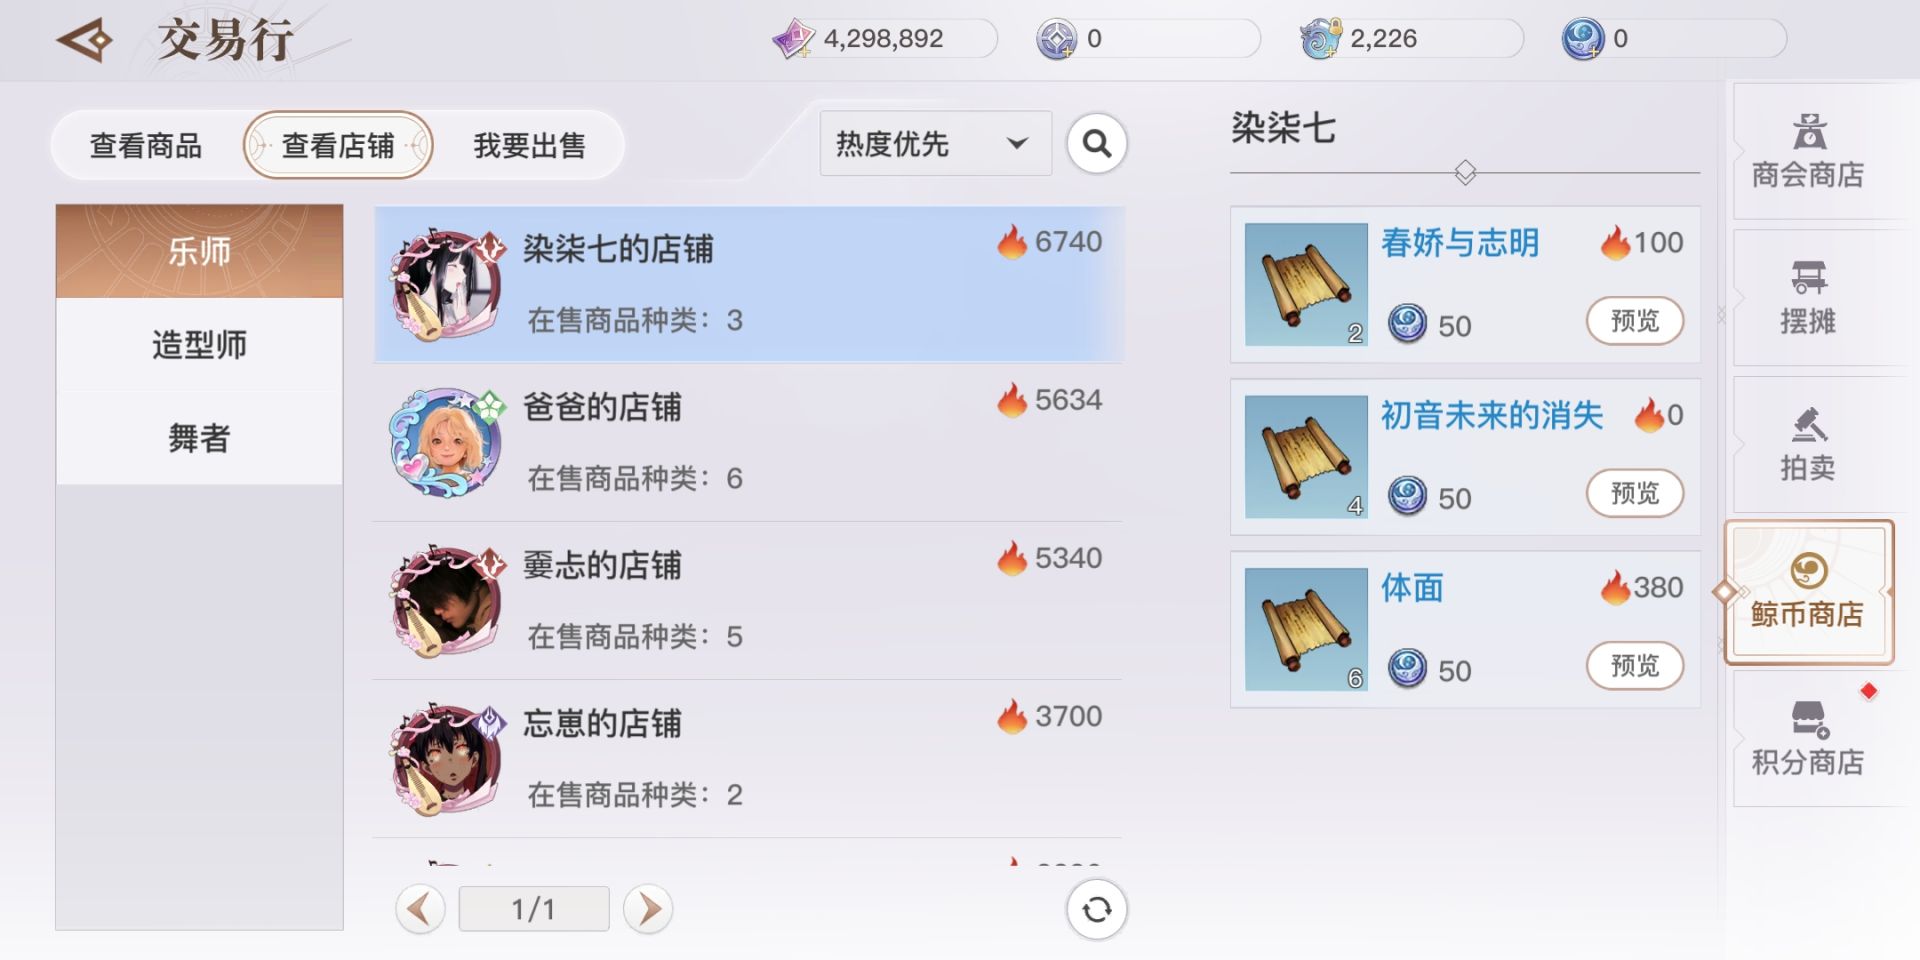 交易行
4,298,892
0
2,226
0
查看商品
查看店铺
我要出售
热度优先
乐师
造型师
舞者
染柒七的店铺
6740
在售商品种类：3
爸爸的店铺
5634
在售商品种类：6
嫑忐的店铺
5340
在售商品种类：5
忘崽的店铺
3700
在售商品种类：2
1/1
染柒七
春娇与志明
100
2
50
预览
初音未来的消失
0
4
50
预览
体面
380
6
50
预览
商会商店
摆摊
拍卖
鲸币商店
积分商店